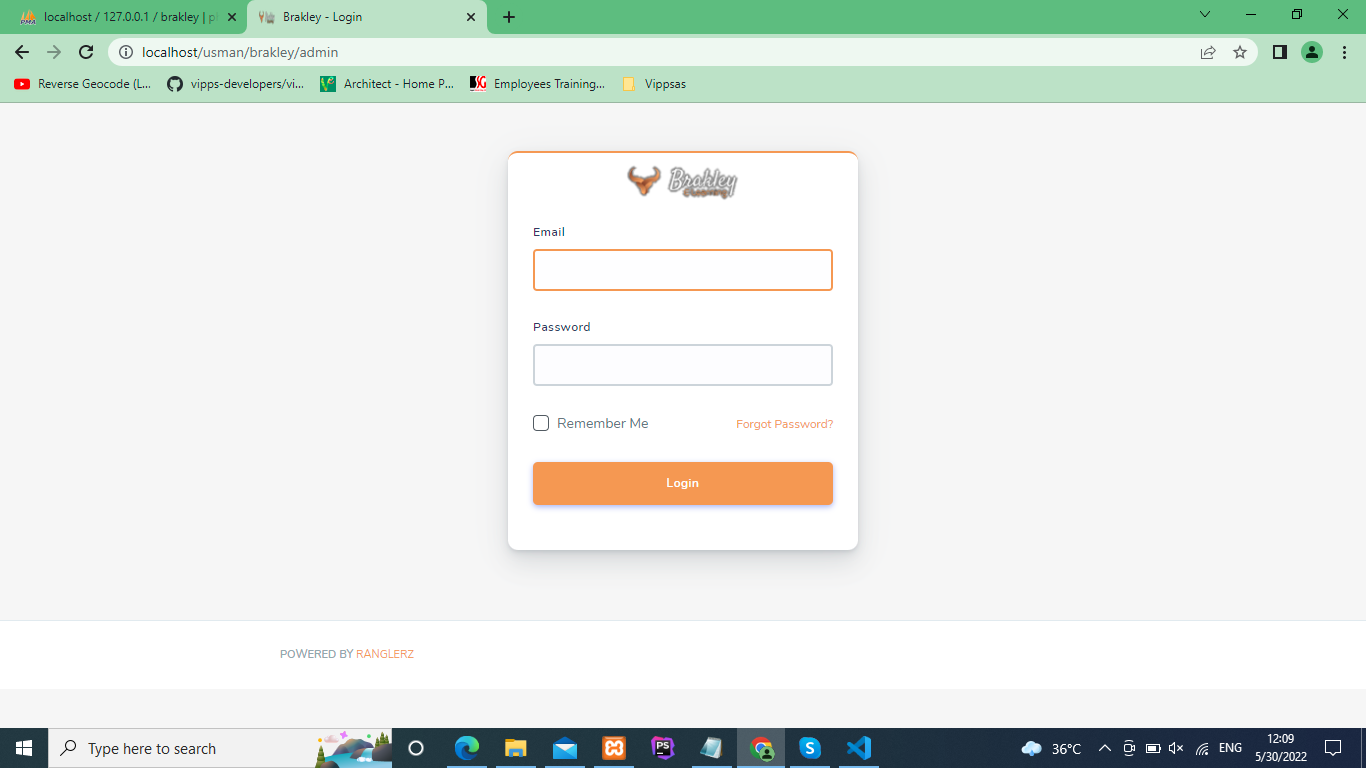 localhost / 127.0.0.1 / brakley | p
Brakley - Login
localhost/usman/brakley/admin
Reverse Geocode (L...
vipps-developers/vi...
Architect - Home P...
Employees Training...
Vippsas
Brakley
Email
Password
Remember Me
Forgot Password?
Login
POWERED BY RANGLERZ
Type here to search
36°C
ENG
12:09
5/30/2022